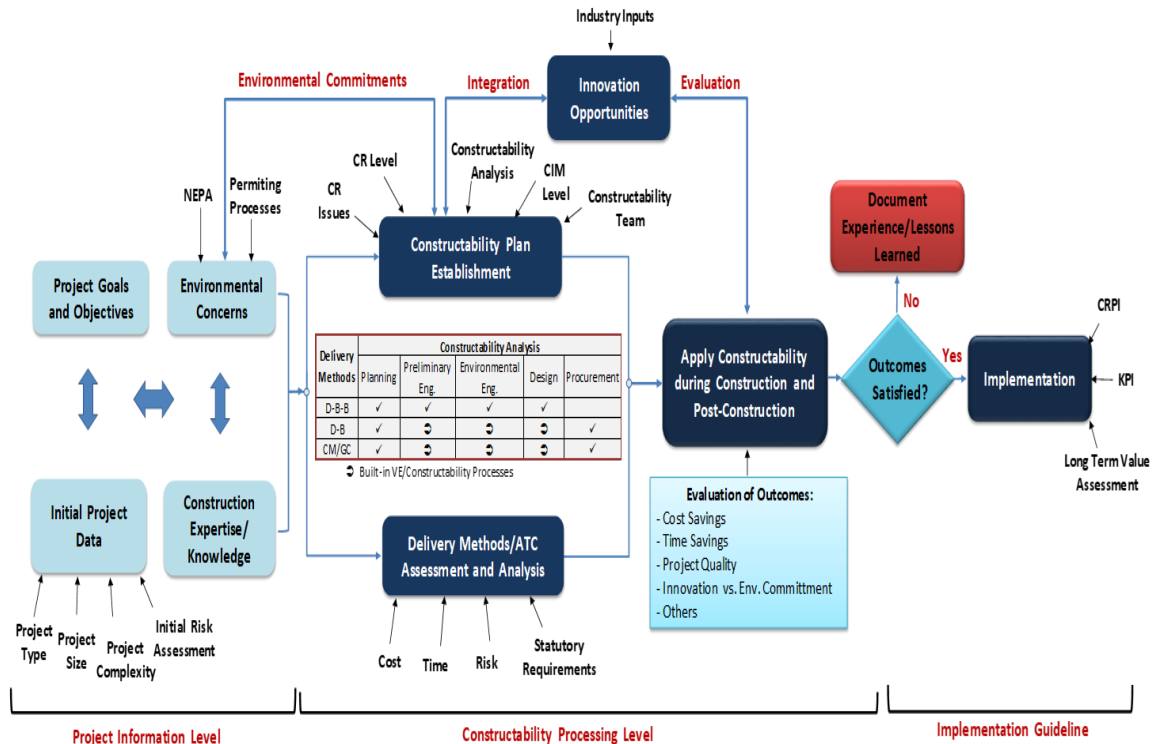 Industry Inputs
Environmental Commitments
Integration
Innovation
Opportunities
Evaluation
NEPA
Permiting
Processes
CR
Issues
CR Level
Constructability
Analysis
CIM
Level
Constructability
Team
Project Goals
and Objectives
Environmental
Concerns
Constructability Plan
Establishment
Document
Experience/Lessons
Learned
No
Delivery
Methods
Constructability Analysis
Planning
Preliminary
Eng.
Environmental
Eng.
Design
Procurement
D-B-B ✓ ✓ ✓ ✓
D-B ✓ ➲ ➲ ➲ ✓
CM/GC ✓ ➲ ➲ ➲ ✓
➲ Built-in VE/Constructability Processes
Apply Constructability
during Construction and
Post-Construction
Outcomes
Satisfied?
Yes
Implementation
CRPI
KPI
Long Term Value
Assessment
Initial Project
Data
Construction
Expertise/
Knowledge
Delivery Methods/ATC
Assessment and Analysis
Evaluation of Outcomes:
- Cost Savings
- Time Savings
- Project Quality
- Innovation vs. Env. Committment
- Others
Project
Type
Project
Size
Project
Complexity
Initial Risk
Assessment
Cost
Time
Risk
Statutory
Requirements
Project Information Level
Constructability Processing Level
Implementation Guideline